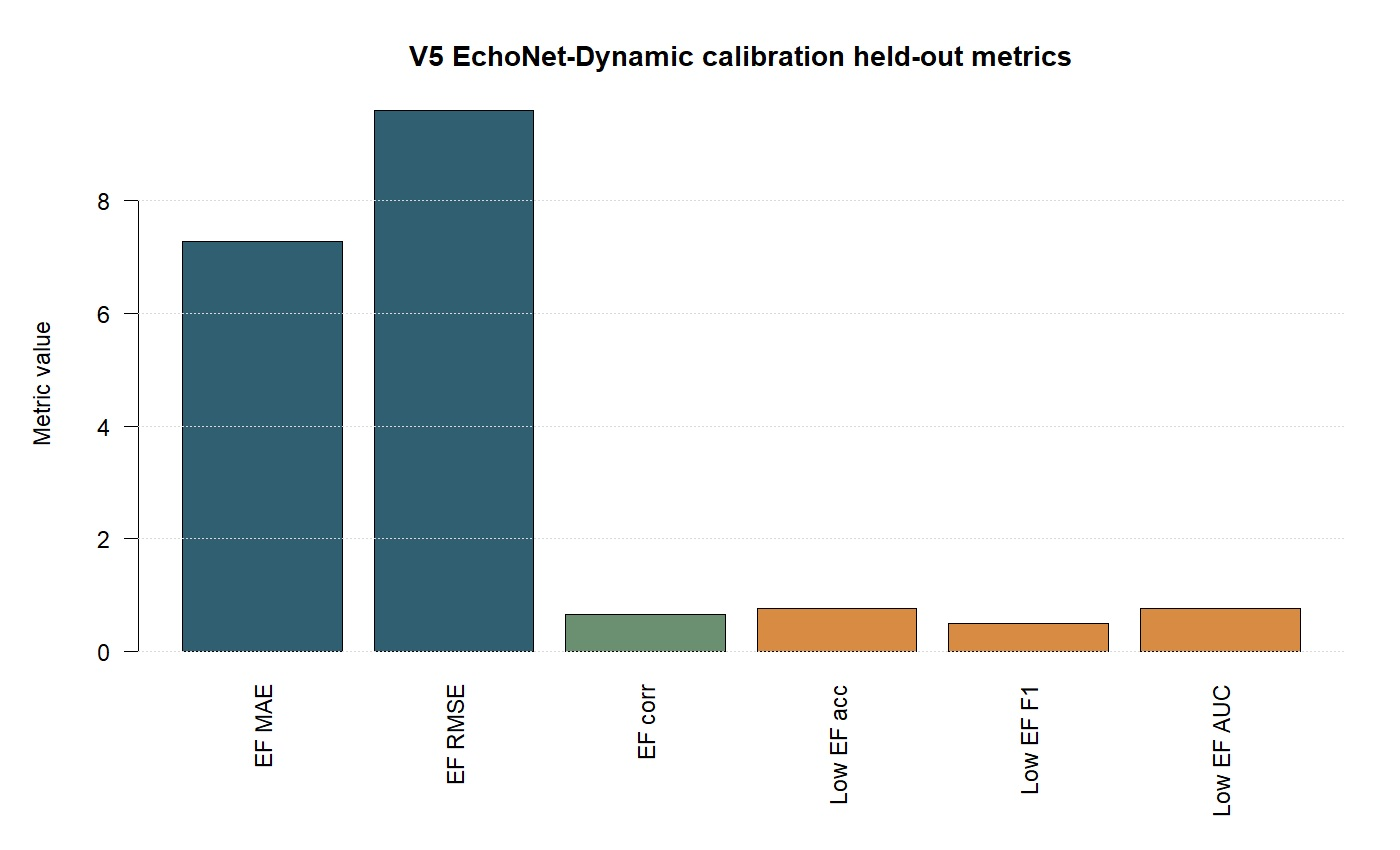 V5 EchoNet-Dynamic calibration held-out metrics
Metric value
8
6
4
2
0
EF MAE
EF RMSE
EF corr
Low EF acc
Low EF F1
Low EF AUC